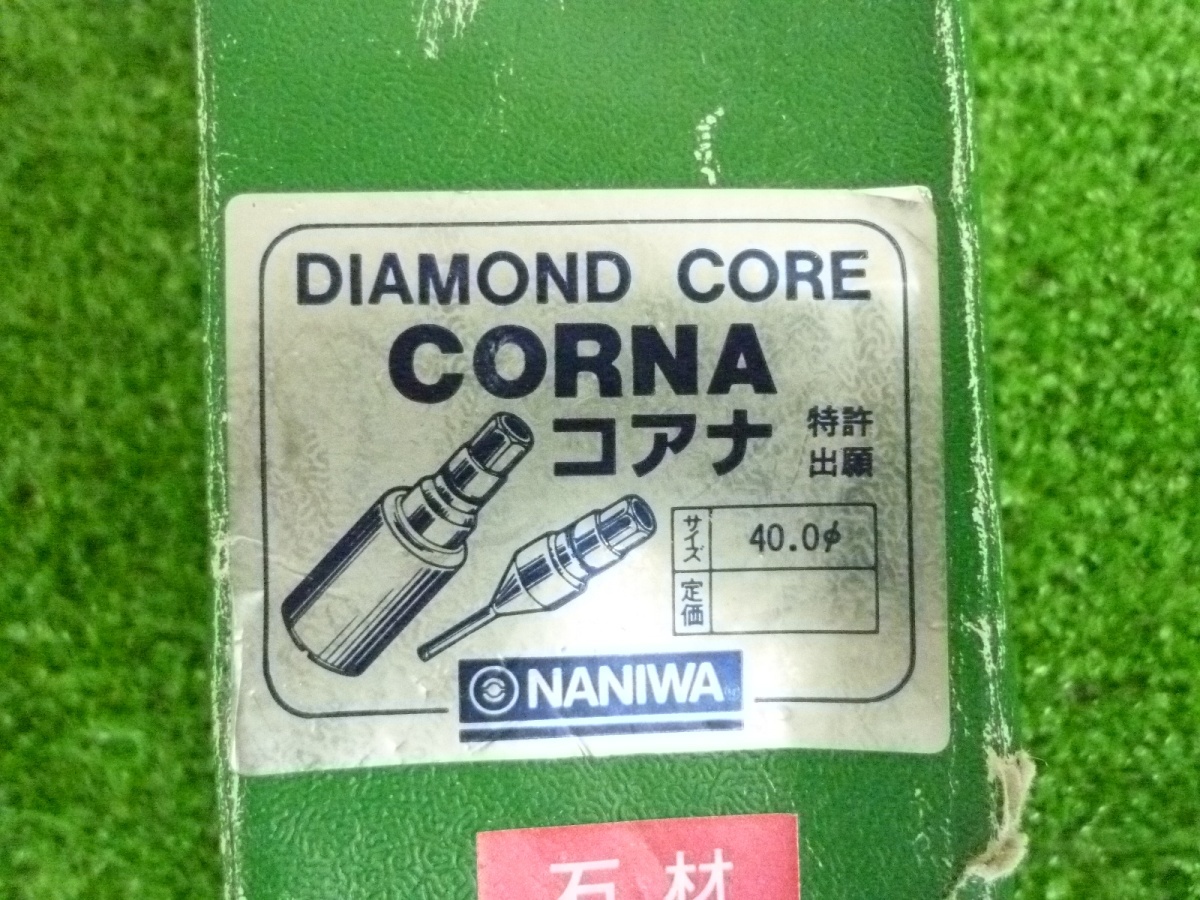 DIAMOND CORE
CORNA
コアナ
特許
出願
サイズ 40.0φ
定価
NANIWA
石材